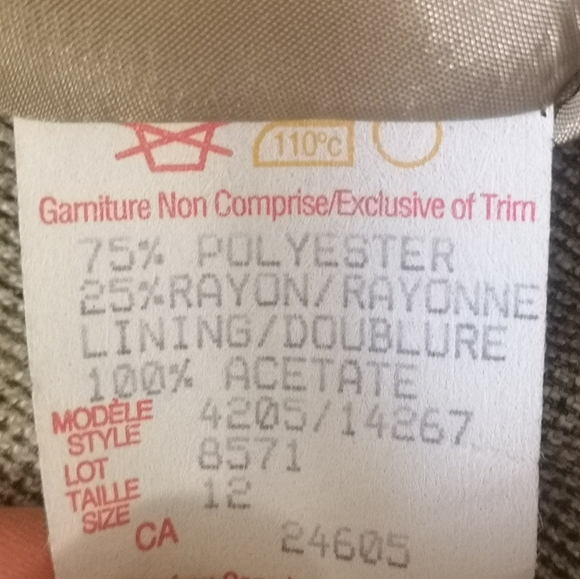 110°c
Garniture Non Comprise/Exclusive of Trim
75% POLYESTER
25%RAYON/RAYONNE
LINING/DOUBLURE
100% ACETATE
MODÈLE 4205/14267
STYLE
LOT 8571
TAILLE 12
SIZE
CA 24605